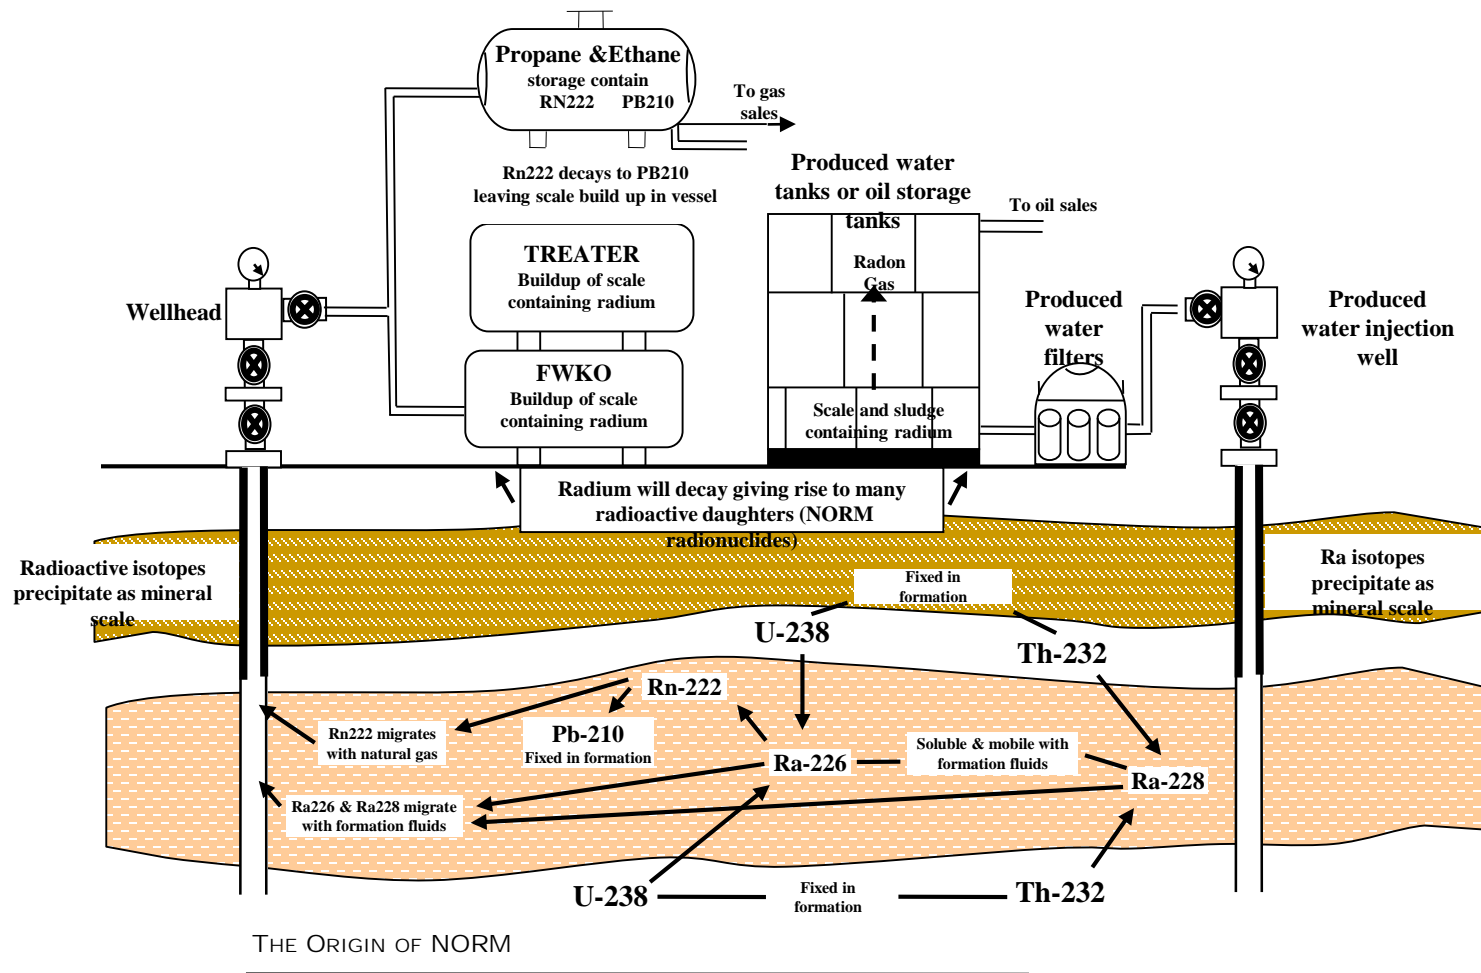 Propane &Ethane
storage contain
RN222 PB210
To gas
sales
Rn222 decays to PB210
leaving scale build up in vessel
Produced water
tanks or oil storage
tanks
To oil sales
TREATER
Buildup of scale
containing radium
Radon
Gas
Wellhead
Produced
water
filters
Produced
water injection
well
FWKO
Buildup of scale
containing radium
Scale and sludge
containing radium
Radium will decay giving rise to many
radioactive daughters (NORM
radionuclides)
Radioactive isotopes
precipitate as mineral
scale
Ra isotopes
precipitate as
mineral scale
Fixed in
formation
U-238
Th-232
Rn-222
Rn222 migrates
with natural gas
Pb-210
Fixed in formation
Ra-226
Soluble & mobile with
formation fluids
Ra-228
Ra226 & Ra228 migrate
with formation fluids
U-238
Fixed in
formation
Th-232
THE ORIGIN OF NORM